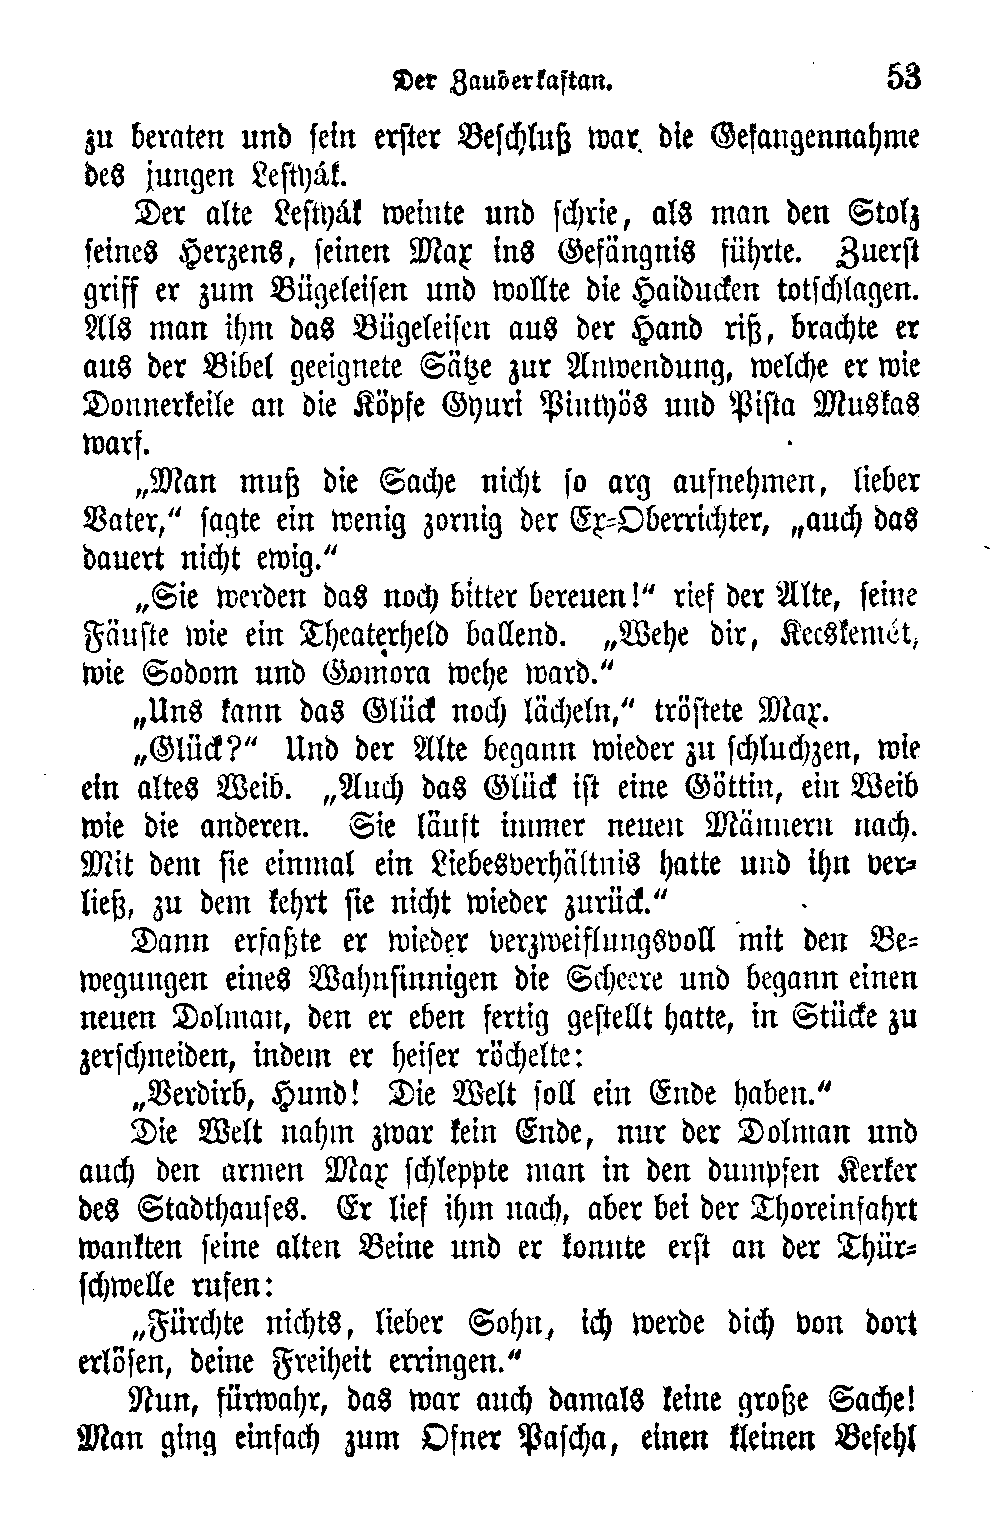 Der Zauberkaftan. 53
zu beraten und sein erster Beschluß war die Gefangennahme
des jungen Lestyák.
Der alte Lestyák weinte und schrie, als man den Stolz
seines Herzens, seinen Max ins Gefängnis führte. Zuerst
griff er zum Bügeleisen und wollte die Haiducken totschlagen.
Als man ihm das Bügeleisen aus der Hand riß, brachte er
aus der Bibel geeignete Sätze zur Anwendung, welche er wie
Donnerkeile an die Köpfe Gyuri Pintyös und Pista Muskas
warf.
„Man muß die Sache nicht so arg aufnehmen, lieber
Vater,“ sagte ein wenig zornig der Ex-Oberrichter, „auch das
dauert nicht ewig.“
„Sie werden das noch bitter bereuen!“ rief der Alte, seine
Fäuste wie ein Theaterheld ballend. „Wehe dir, Kecskemét,
wie Sodom und Gomora wehe ward.“
„Uns kann das Glück noch lächeln,“ tröstete Max.
„Glück?“ Und der Alte begann wieder zu schluchzen, wie
ein altes Weib. „Auch das Glück ist eine Göttin, ein Weib
wie die anderen. Sie läuft immer neuen Männern nach.
Mit dem sie einmal ein Liebesverhältnis hatte und ihn ver-
ließ, zu dem kehrt sie nicht wieder zurück.“
Dann erfaßte er wieder verzweiflungsvoll mit den Be-
wegungen eines Wahnsinnigen die Scheere und begann einen
neuen Dolman, den er eben fertig gestellt hatte, in Stücke zu
zerschneiden, indem er heiser röchelte:
„Verdirb, Hund! Die Welt soll ein Ende haben.“
Die Welt nahm zwar kein Ende, nur der Dolman und
auch den armen Max schleppte man in den dumpfen Kerker
des Stadthauses. Er lief ihm nach, aber bei der Thoreinfahrt
wankten seine alten Beine und er konnte erst an der Thür-
schwelle rufen:
„Fürchte nichts, lieber Sohn, ich werde dich von dort
erlösen, deine Freiheit erringen.“
Nun, fürwahr, das war auch damals keine große Sache!
Man ging einfach zum Ofner Pascha, einen kleinen Befehl